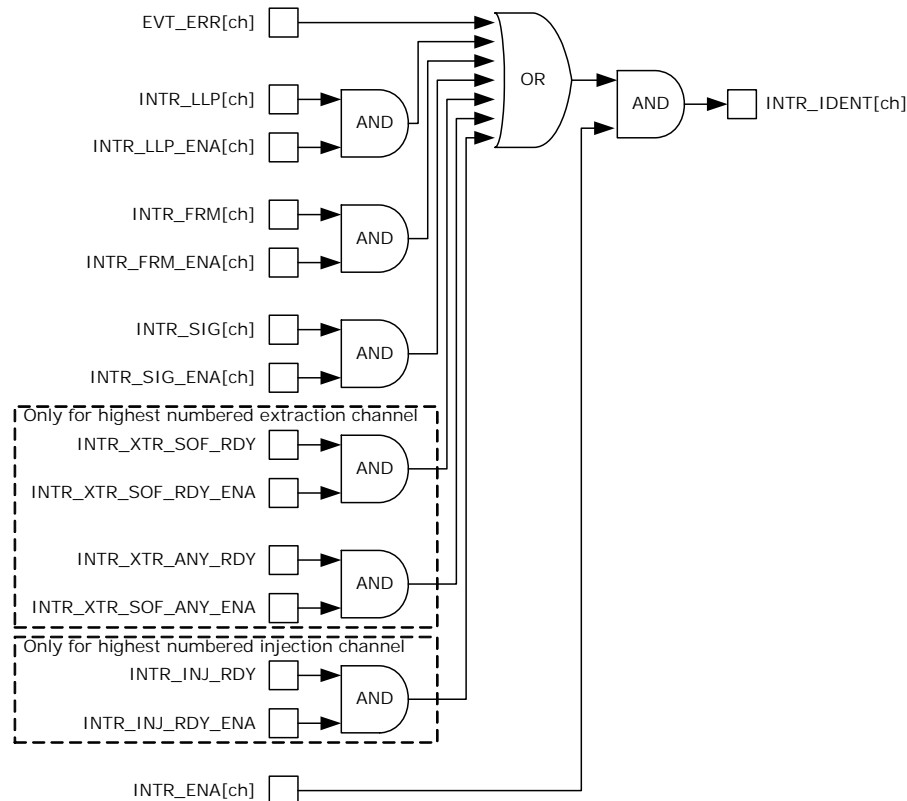 EVT_ERR[ch]
OR
INTR_LLP[ch]
AND
INTR_LLP_ENA[ch]
AND
INTR_IDENT[ch]
INTR_FRM[ch]
AND
INTR_FRM_ENA[ch]
INTR_SIG[ch]
AND
INTR_SIG_ENA[ch]
Only for highest numbered extraction channel
INTR_XTR_SOF_RDY
AND
INTR_XTR_SOF_RDY_ENA
INTR_XTR_ANY_RDY
AND
INTR_XTR_SOF_ANY_ENA
Only for highest numbered injection channel
INTR_INJ_RDY
AND
INTR_INJ_RDY_ENA
INTR_ENA[ch]